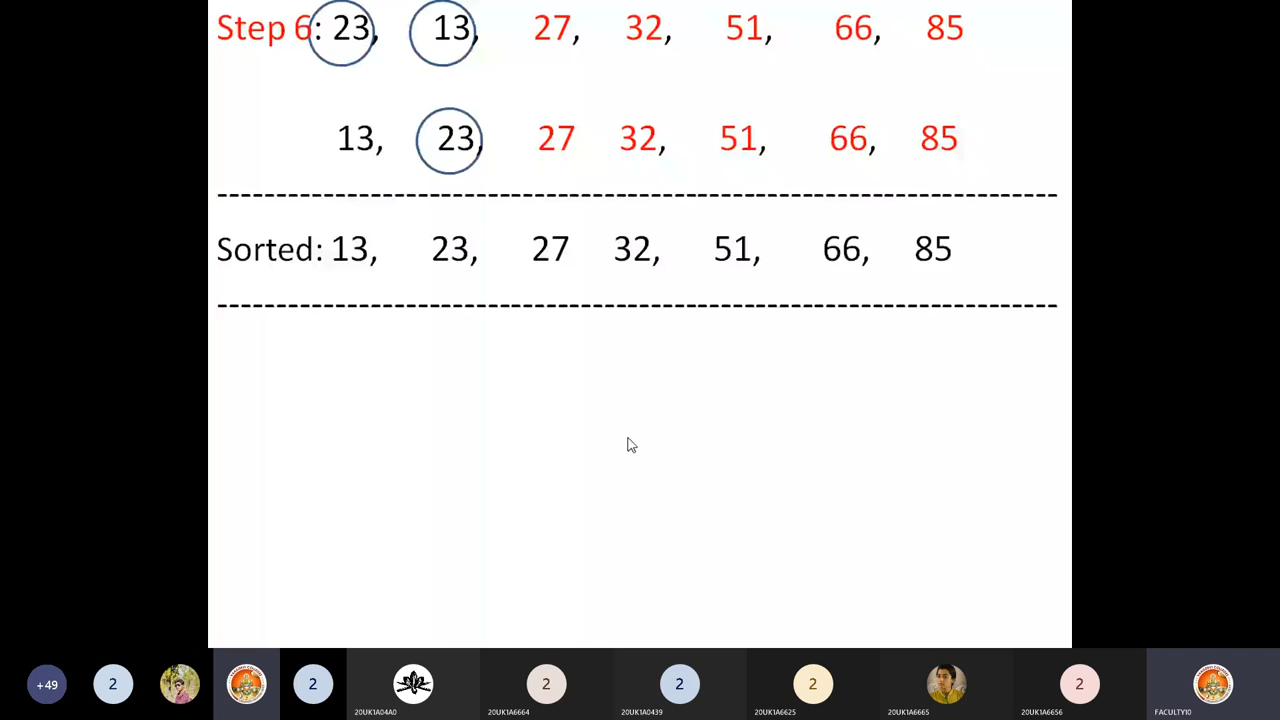 Step 6: 23, 13, 27, 32, 51, 66, 85
13, 23, 27 32, 51, 66, 85
Sorted: 13, 23, 27 32, 51, 66, 85
+49 2 2 2 2 2 2
20UK1A04A0 20UK1A6664 20UK1A0439 20UK1A6625 20UK1A6665 20UK1A6656 FACULTY10